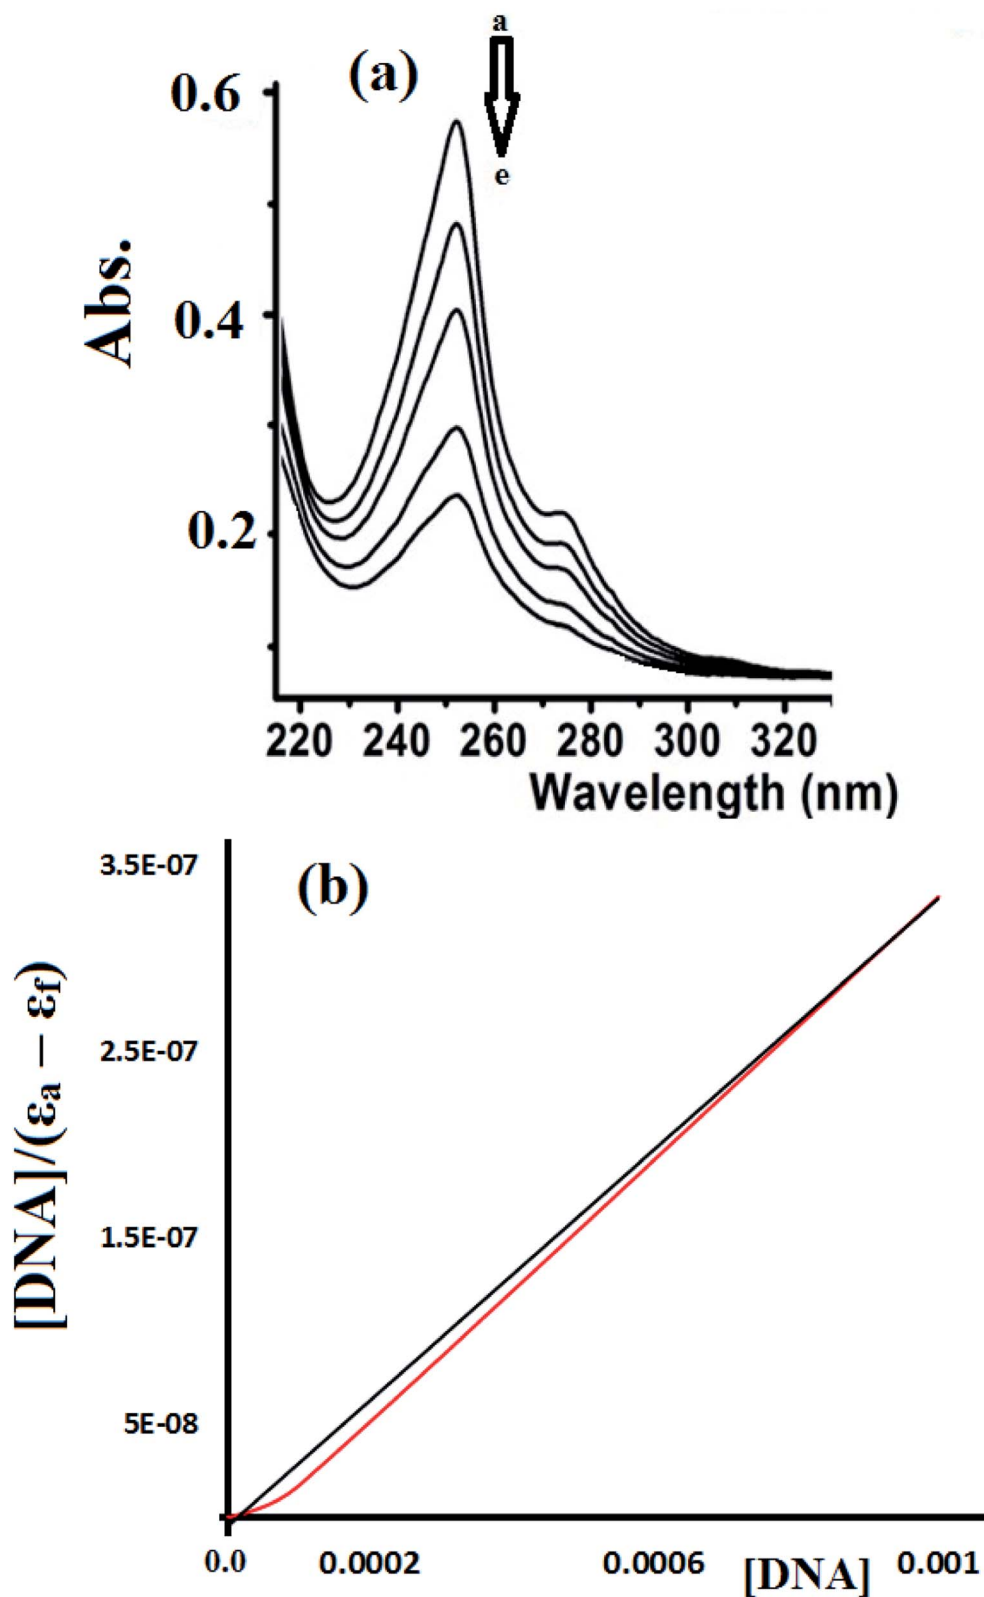 a
(a)
e
0.6
0.4
0.2
Abs.
220 240 260 280 300 320
Wavelength (nm)
(b)
3.5E-07
2.5E-07
1.5E-07
5E-08
[DNA]/(εa – εf)
0.0 0.0002 0.0006 0.001
[DNA]